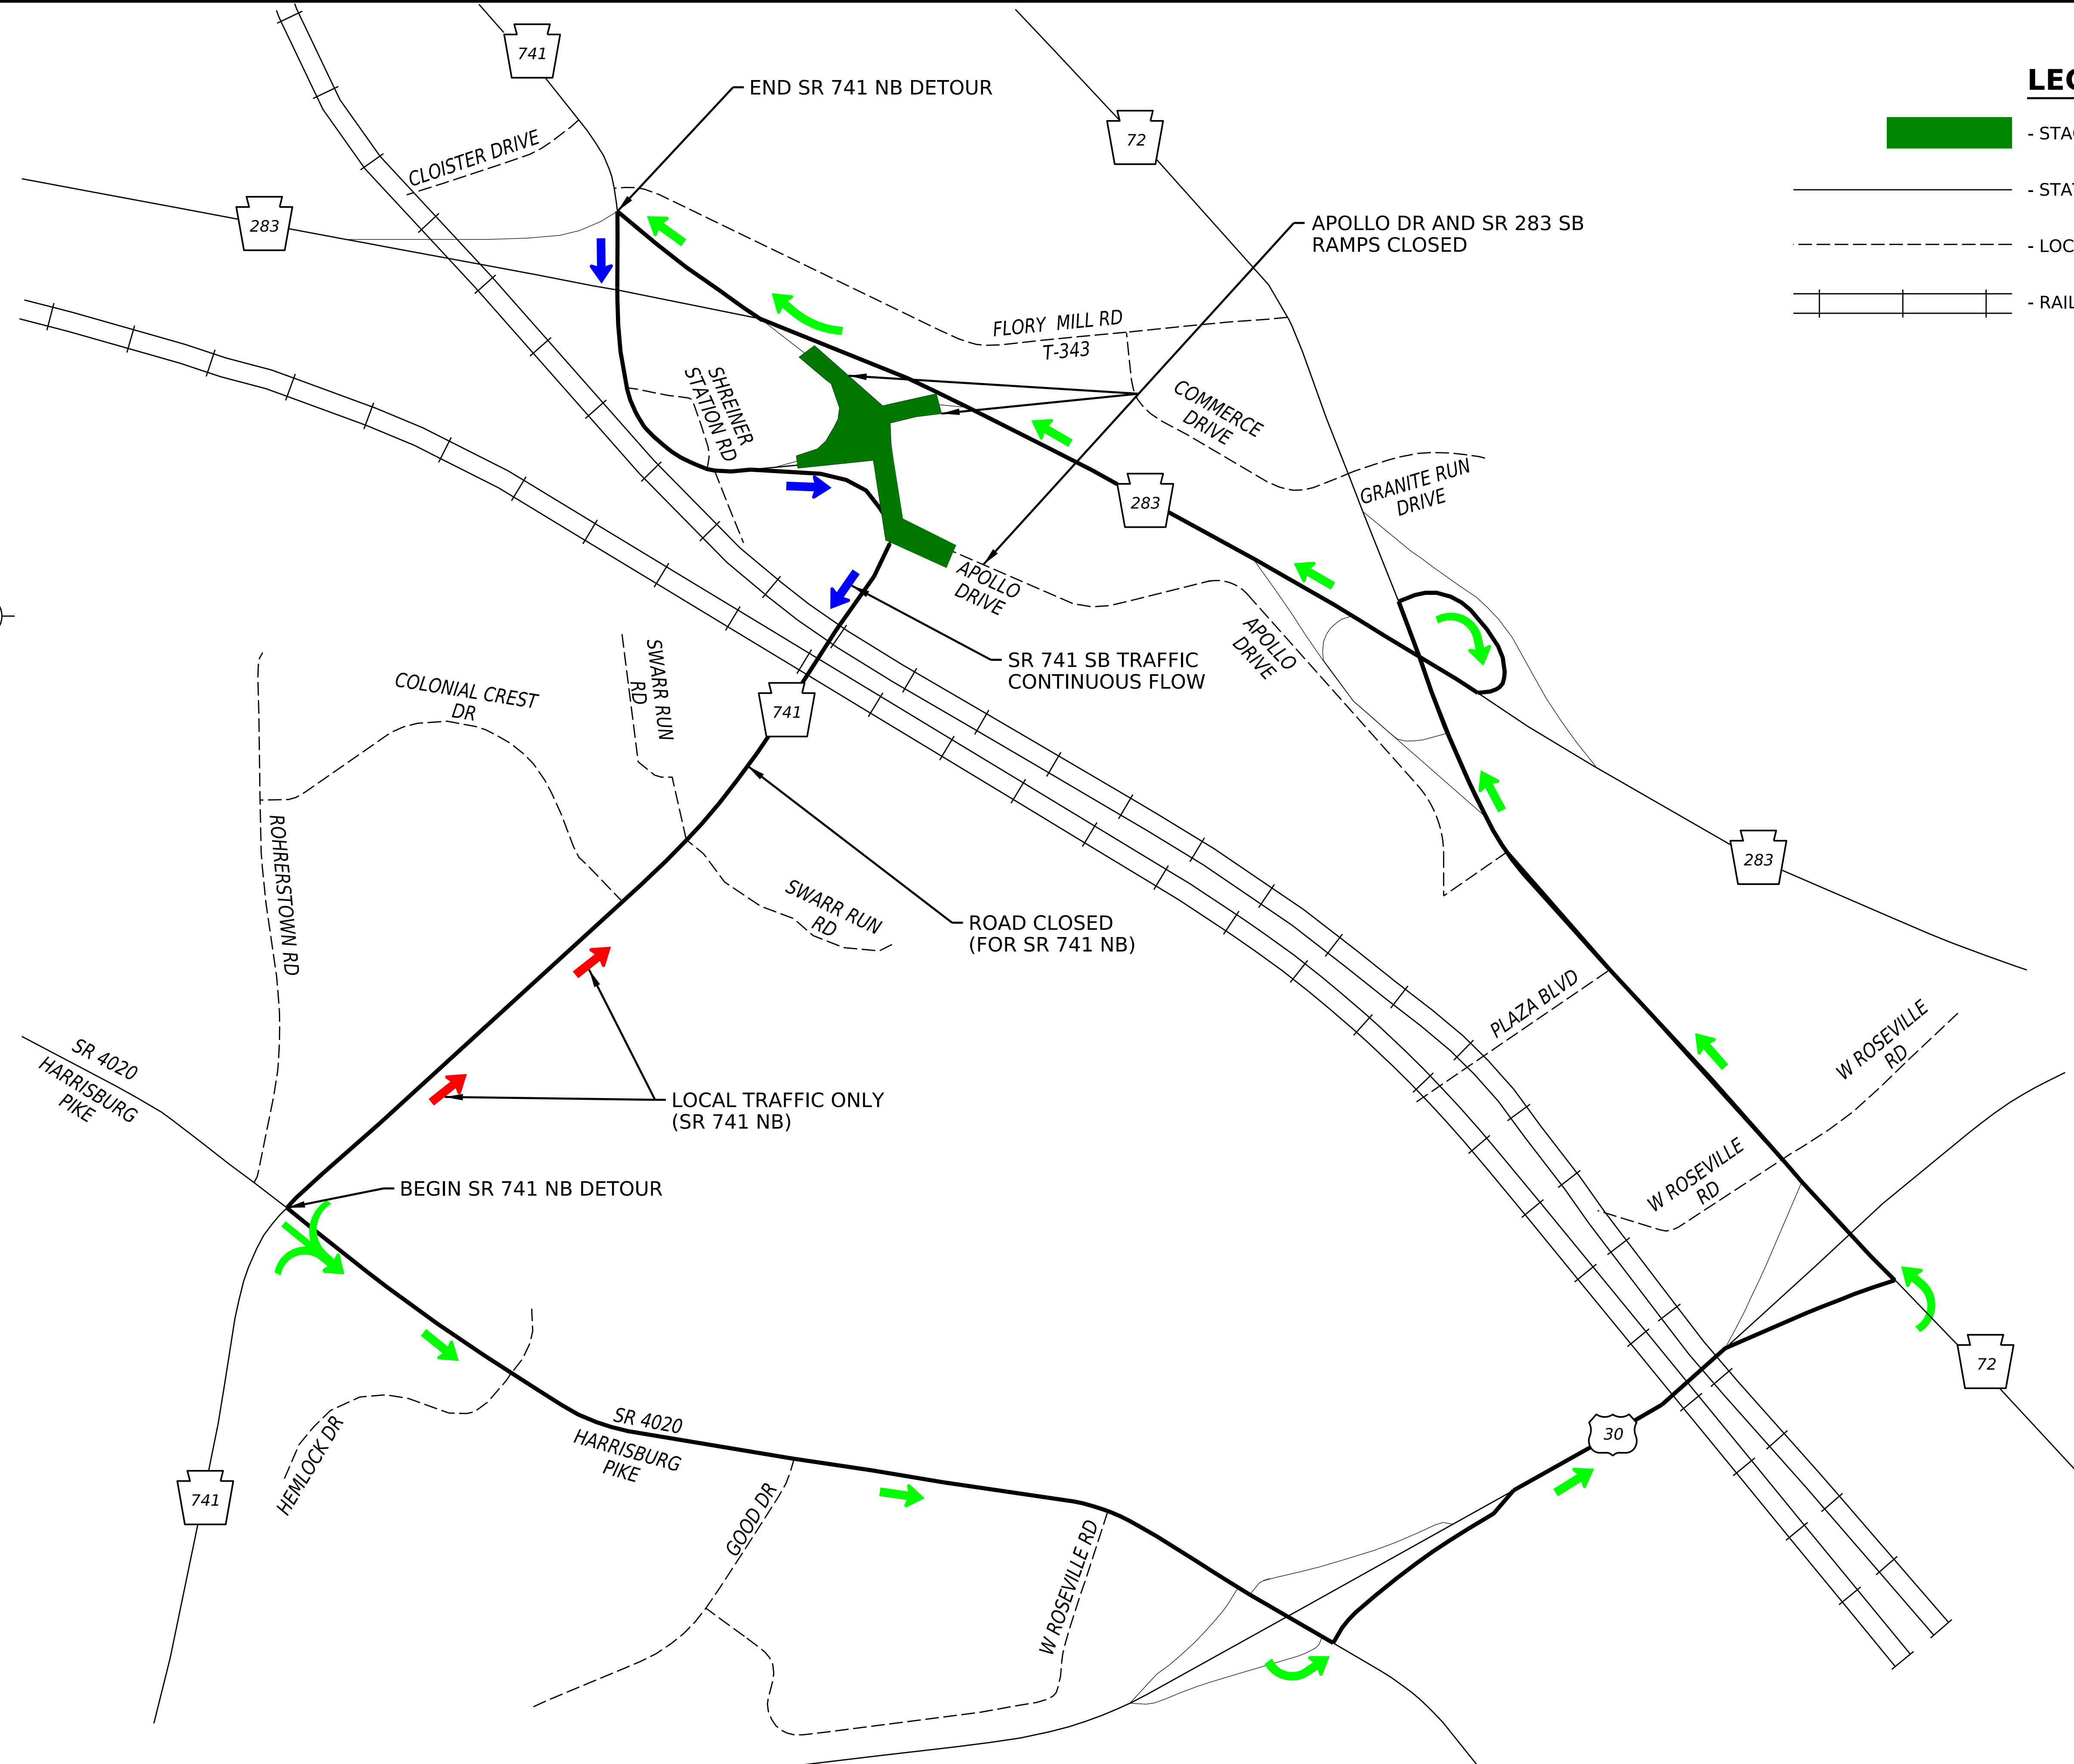 741
END SR 741 NB DETOUR
72
LEG
- STAG
- STAT
- LOC
- RAIL
CLOISTER DRIVE
283
APOLLO DR AND SR 283 SB
RAMPS CLOSED
FLORY MILL RD
T-343
SHREINER
STATION RD
COMMERCE
DRIVE
GRANITE RUN
DRIVE
283
APOLLO
DRIVE
APOLLO
DRIVE
SR 741 SB TRAFFIC
CONTINUOUS FLOW
SWARR RUN
RD
COLONIAL CREST
DR
741
ROHRERSTOWN RD
283
SWARR RUN
RD
ROAD CLOSED
(FOR SR 741 NB)
PLAZA BLVD
W ROSEVILLE
RD
SR 4020
HARRISBURG
PIKE
LOCAL TRAFFIC ONLY
(SR 741 NB)
W ROSEVILLE
RD
BEGIN SR 741 NB DETOUR
72
SR 4020
HARRISBURG
PIKE
30
HEMLOCK DR
741
GOOD DR
W ROSEVILLE RD